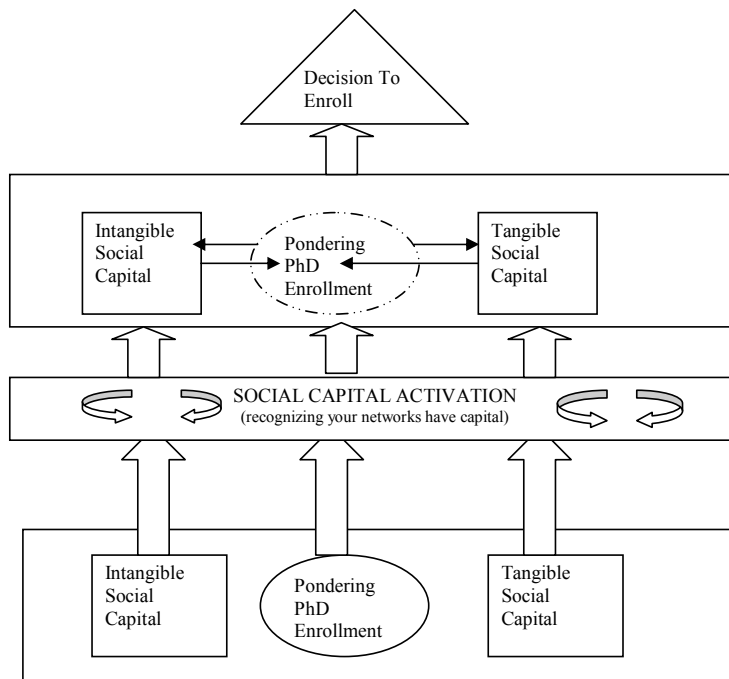 Decision To
Enroll
Intangible
Social
Capital
Pondering
PhD
Enrollment
Tangible
Social
Capital
SOCIAL CAPITAL ACTIVATION
(recognizing your networks have capital)
Intangible
Social
Capital
Pondering
PhD
Enrollment
Tangible
Social
Capital